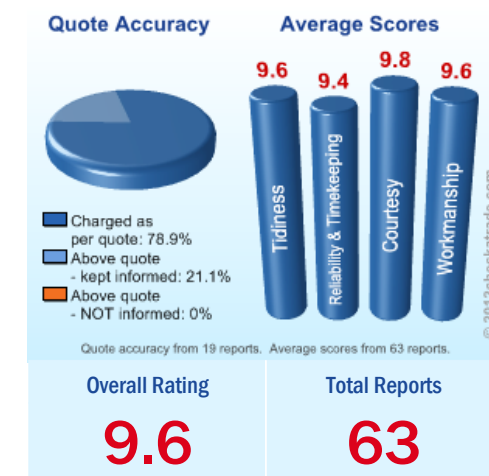 Quote Accuracy
Average Scores
9.6
9.4
9.8
9.6
Tidiness
Reliability & Timekeeping
Courtesy
Workmanship
Charged as
per quote: 78.9%
Above quote
- kept informed: 21.1%
Above quote
- NOT informed: 0%
© 2013checkatrade.com
Quote accuracy from 19 reports. Average scores from 63 reports.
Overall Rating
Total Reports
9.6
63